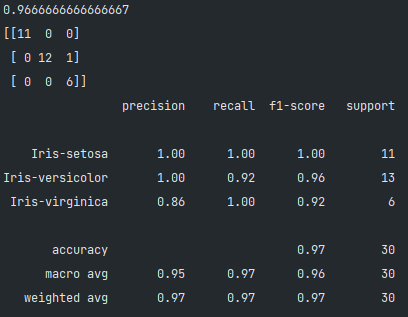 0.9666666666666667
[[11  0  0]
 [ 0 12  1]
 [ 0  0  6]]
                 precision    recall  f1-score   support

    Iris-setosa       1.00      1.00      1.00        11
Iris-versicolor       1.00      0.92      0.96        13
 Iris-virginica       0.86      1.00      0.92         6

       accuracy                           0.97        30
      macro avg       0.95      0.97      0.96        30
   weighted avg       0.97      0.97      0.97        30